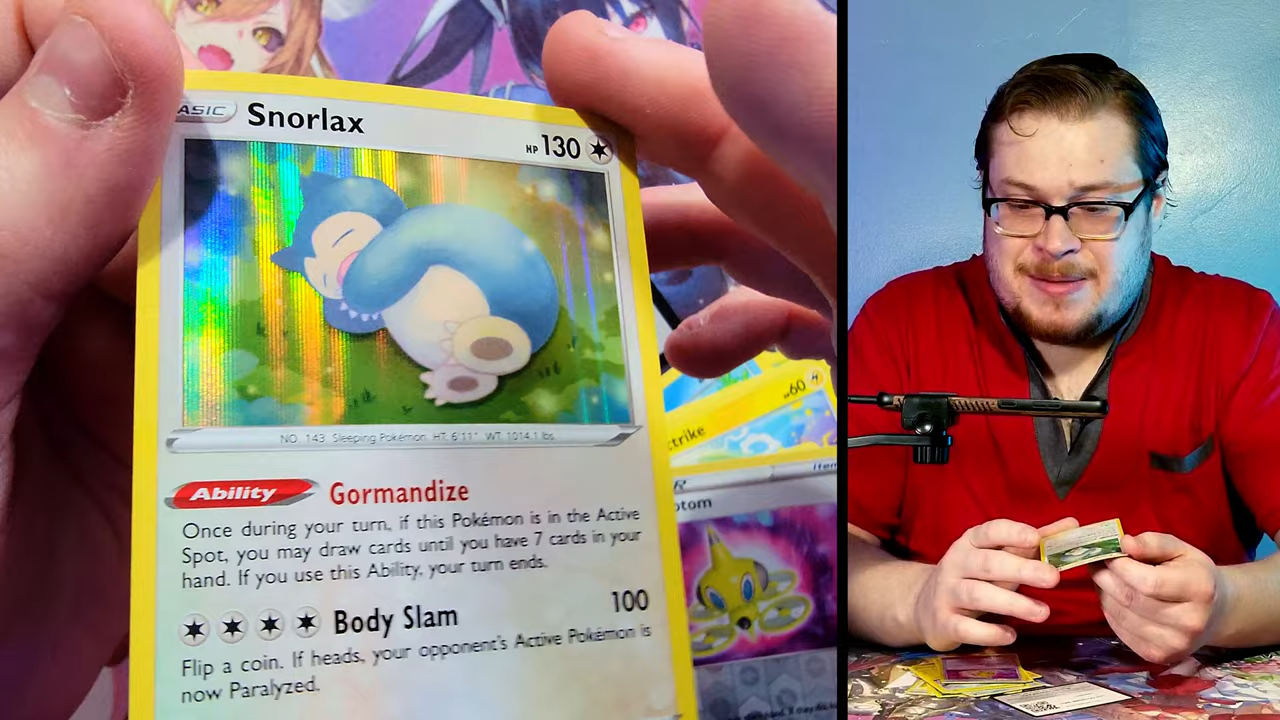 ASIC Snorlax HP 130
NO. 143 Sleeping Pokémon HT: 6'11" WT: 1014.1 lbs.
Ability Gormandize
Once during your turn, if this Pokémon is in the Active
Spot, you may draw cards until you have 7 cards in your
hand. If you use this Ability, your turn ends.
Body Slam 100
Flip a coin. If heads, your opponent's Active Pokémon is
now Paralyzed.
HP 60
ctrike
Item
otom